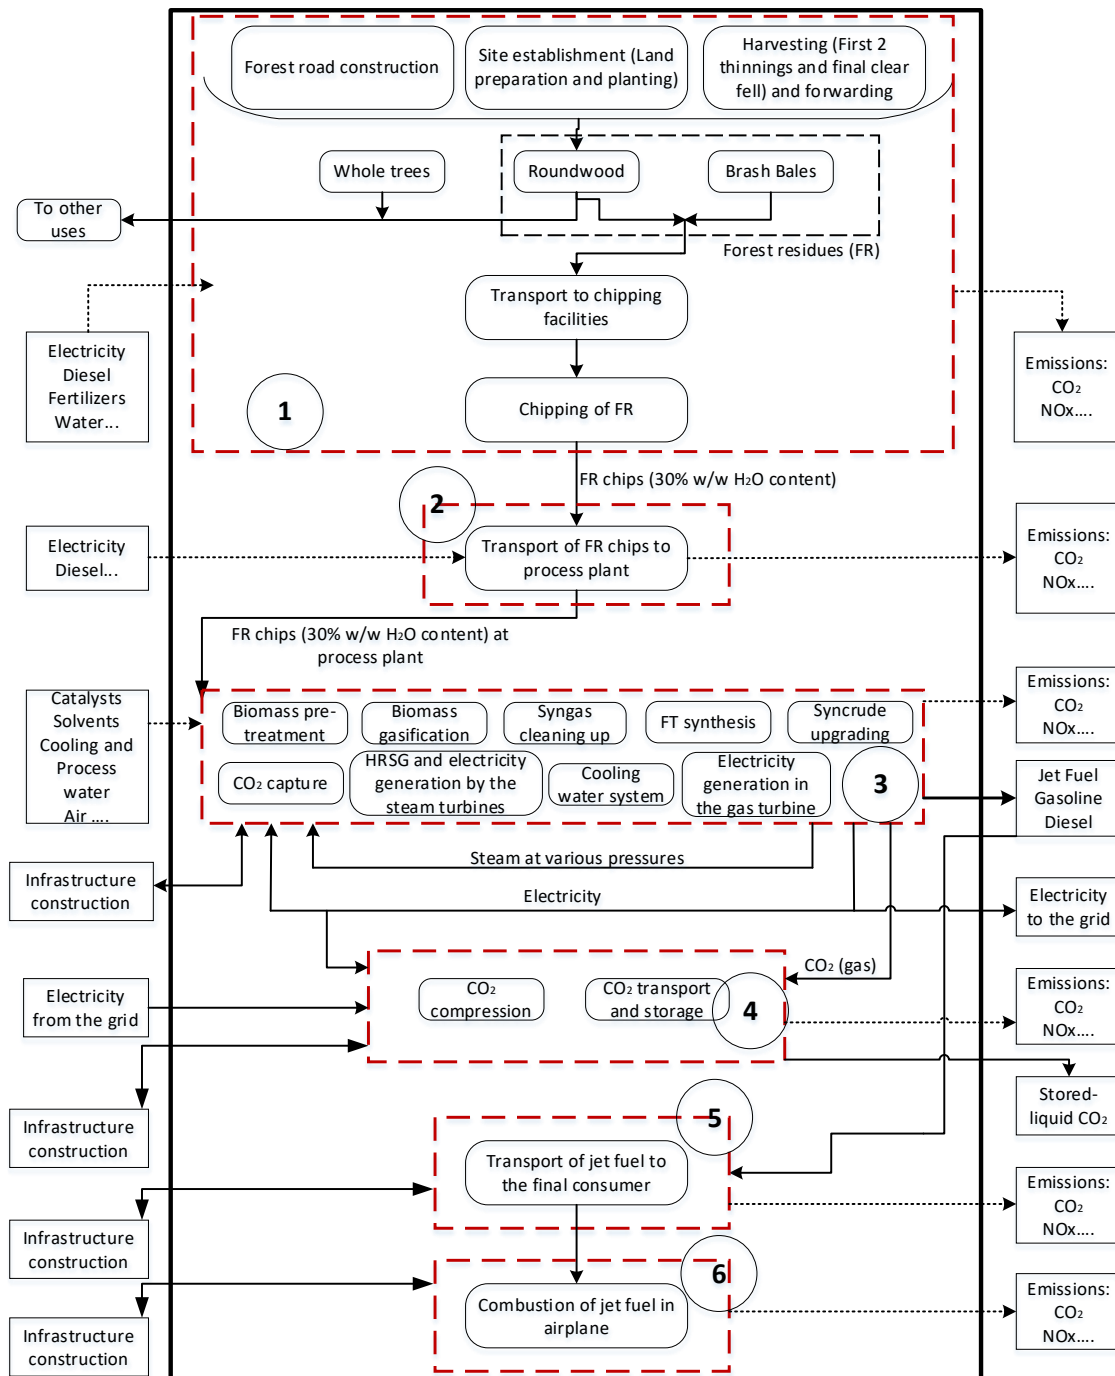 Forest road construction
Site establishment (Land
preparation and planting)
Harvesting (First 2
thinnings and final clear
fell) and forwarding
Whole trees
Roundwood
Brash Bales
To other
uses
Forest residues (FR)
Transport to chipping
facilities
Electricity
Diesel
Fertilizers
Water...
Emissions:
CO₂
NOx....
Chipping of FR
1
FR chips (30% w/w H₂O content)
2
Electricity
Diesel...
Transport of FR chips to
process plant
Emissions:
CO₂
NOx....
FR chips (30% w/w H₂O content) at
process plant
Catalysts
Solvents
Cooling and
Process
water
Air ....
Biomass pre-
treatment
Biomass
gasification
Syngas
cleaning up
FT synthesis
Syncrude
upgrading
Emissions:
CO₂
NOx....
CO₂ capture
HRSG and electricity
generation by the
steam turbines
Cooling
water system
Electricity
generation in
the gas turbine
3
Jet Fuel
Gasoline
Diesel
Steam at various pressures
Infrastructure
construction
Electricity
Electricity
to the grid
CO₂ (gas)
Electricity
from the grid
CO₂
compression
CO₂ transport
and storage
4
Emissions:
CO₂
NOx....
Stored-
liquid CO₂
Infrastructure
construction
5
Transport of jet fuel to
the final consumer
Emissions:
CO₂
NOx....
Infrastructure
construction
6
Combustion of jet fuel in
airplane
Emissions:
CO₂
NOx....
Infrastructure
construction